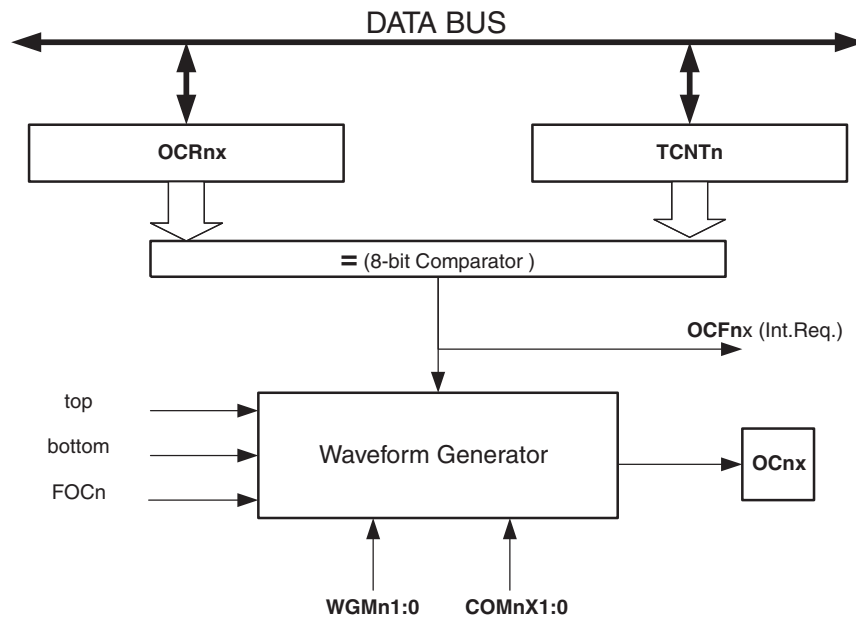 DATA BUS
OCRnx
TCNTn
= (8-bit Comparator )
OCFnx (Int.Req.)
top
bottom
FOCn
Waveform Generator
OCnx
WGMn1:0
COMnX1:0